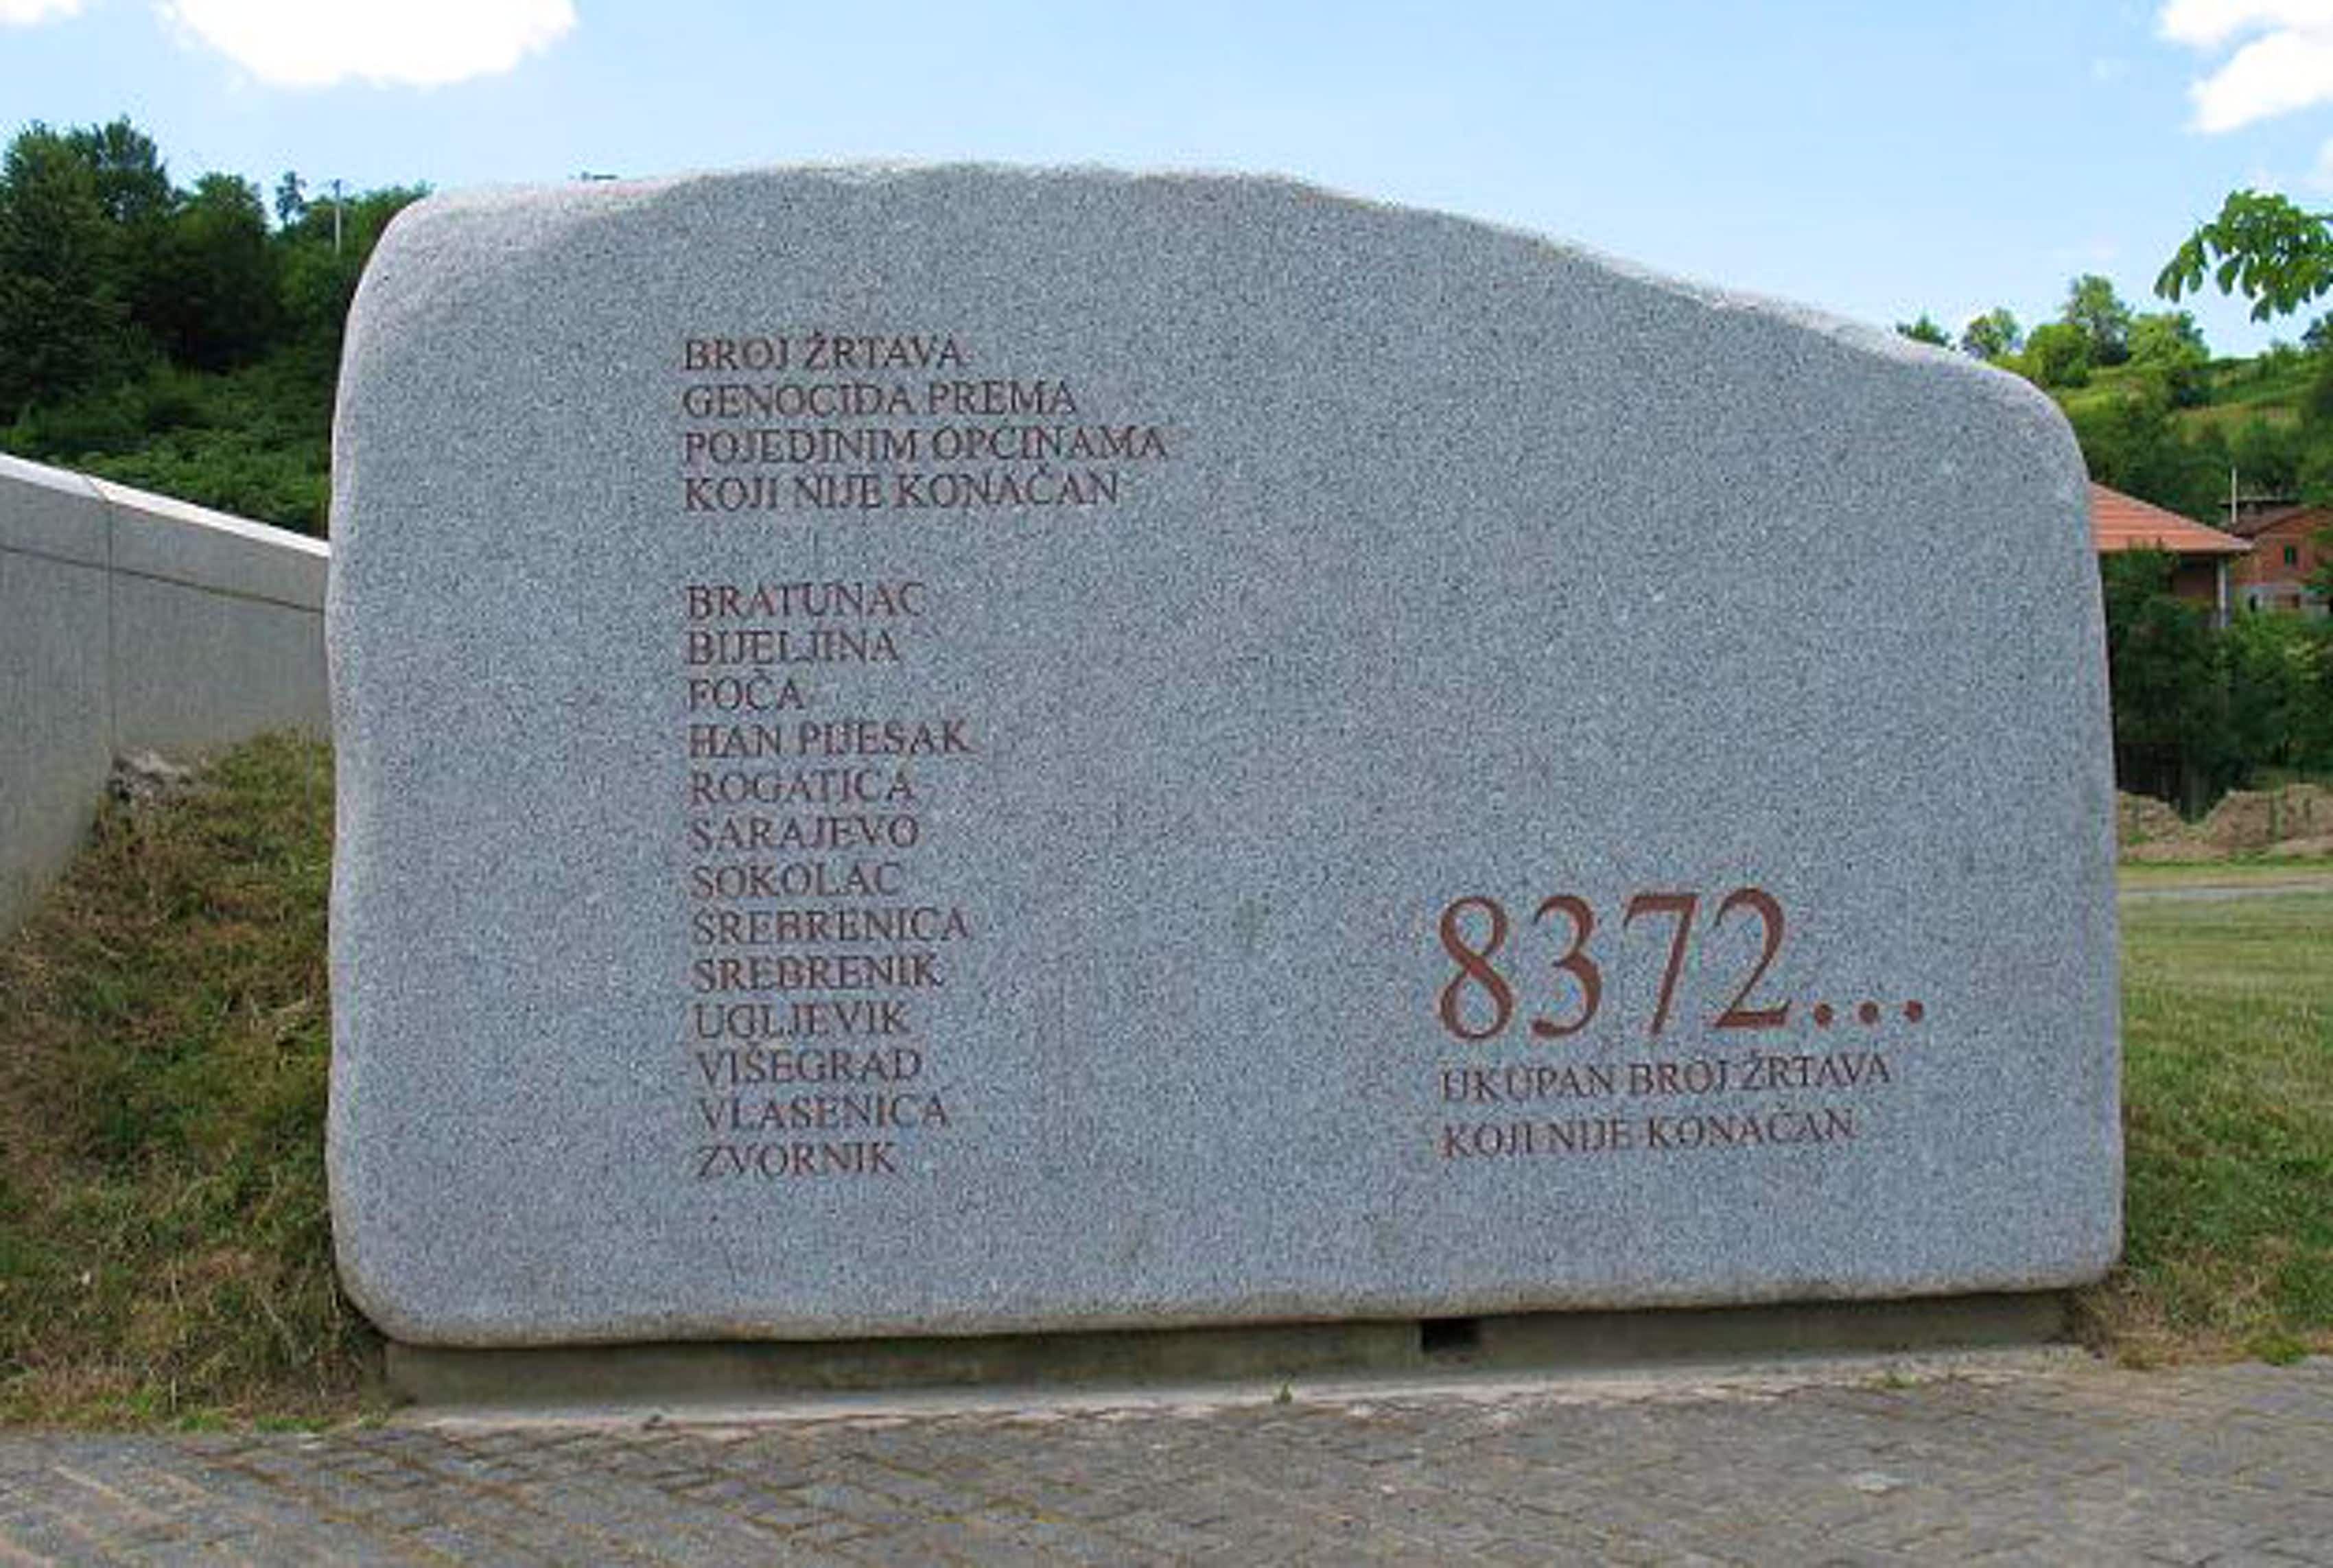 BROJ ŽRTAVA
GENOCIDA PREMA
POJEDINIM OPĆINAMA
KOJI NIJE KONAČAN
BRATUNAC
BIJELJINA
FOČA
HAN PIJESAK
ROGATICA
SARAJEVO
SOKOLAC
SREBRENICA
SREBRENIK
UGLJEVIK
VIŠEGRAD
VLASENICA
ZVORNIK
8372...
UKUPAN BROJ ŽRTAVA
KOJI NIJE KONAČAN